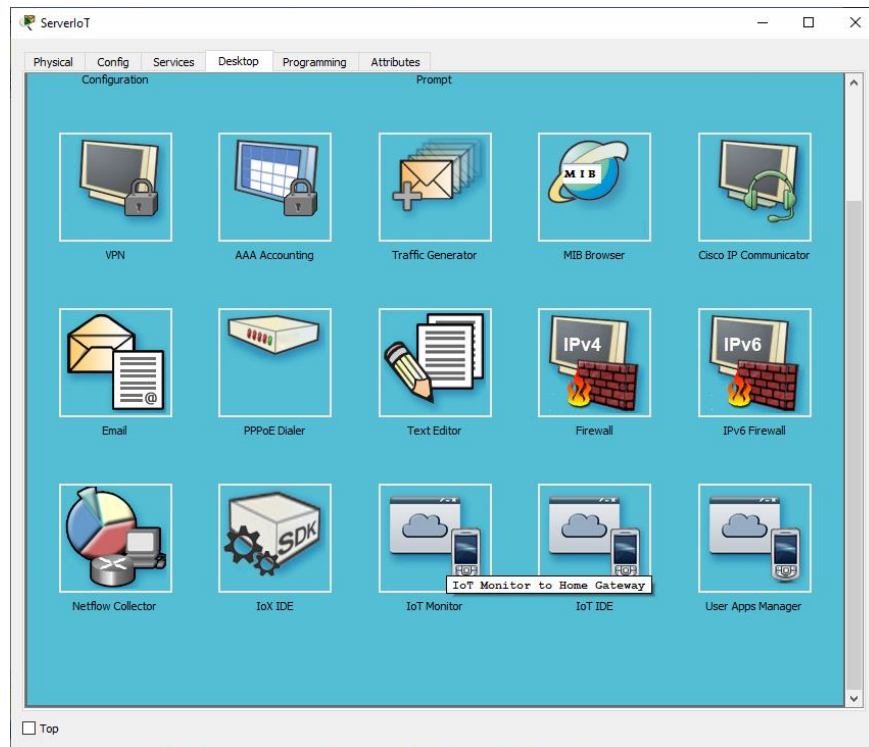 ServerIoT
Physical Config Services Desktop Programming Attributes
Configuration Prompt
MIB
VPN AAA Accounting Traffic Generator MIB Browser Cisco IP Communicator
IPv4 IPv6
@
Email PPPoE Dialer Text Editor Firewall IPv6 Firewall
SDK
IoT Monitor to Home Gateway
Netflow Collector IoX IDE IoT Monitor IoT IDE User Apps Manager
Top